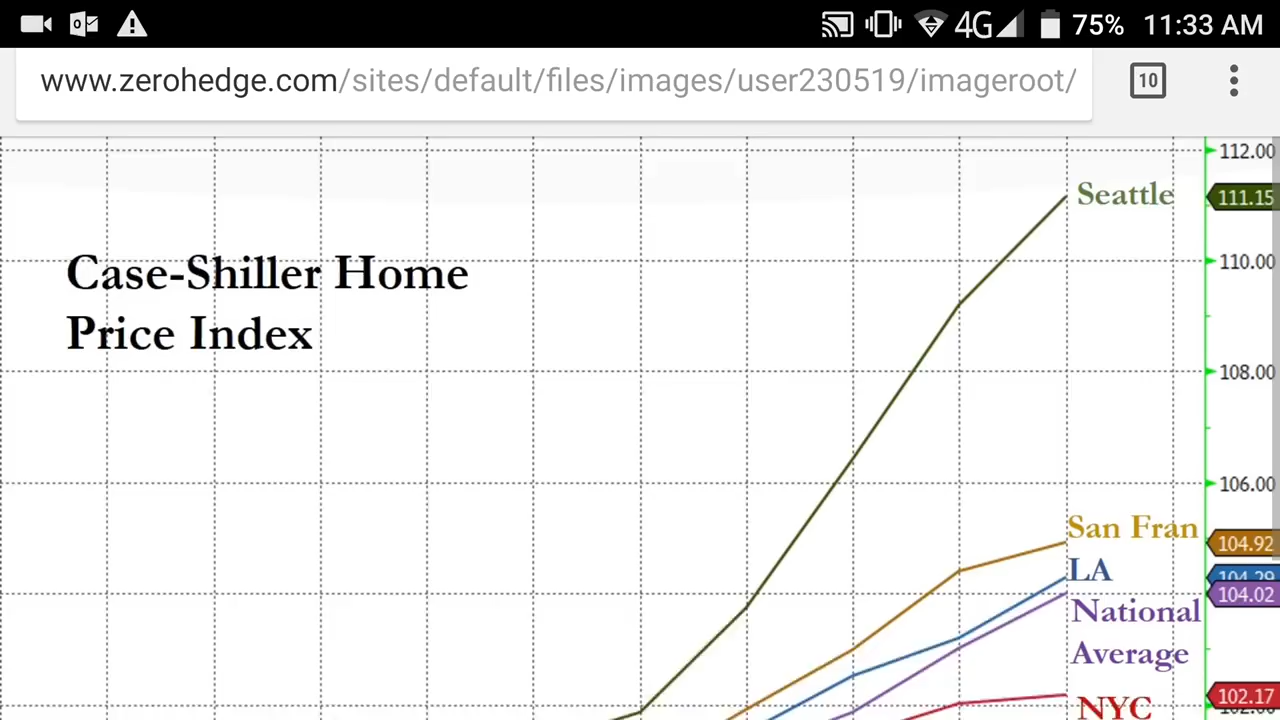 75% 11:33 AM
4G
www.zerohedge.com/sites/default/files/images/user230519/imageroot/
10
112.00
Seattle
111.15
Case-Shiller Home
Price Index
110.00
108.00
106.00
San Fran
104.92
LA
104.29
104.02
National
Average
102.17
NYC
102.00